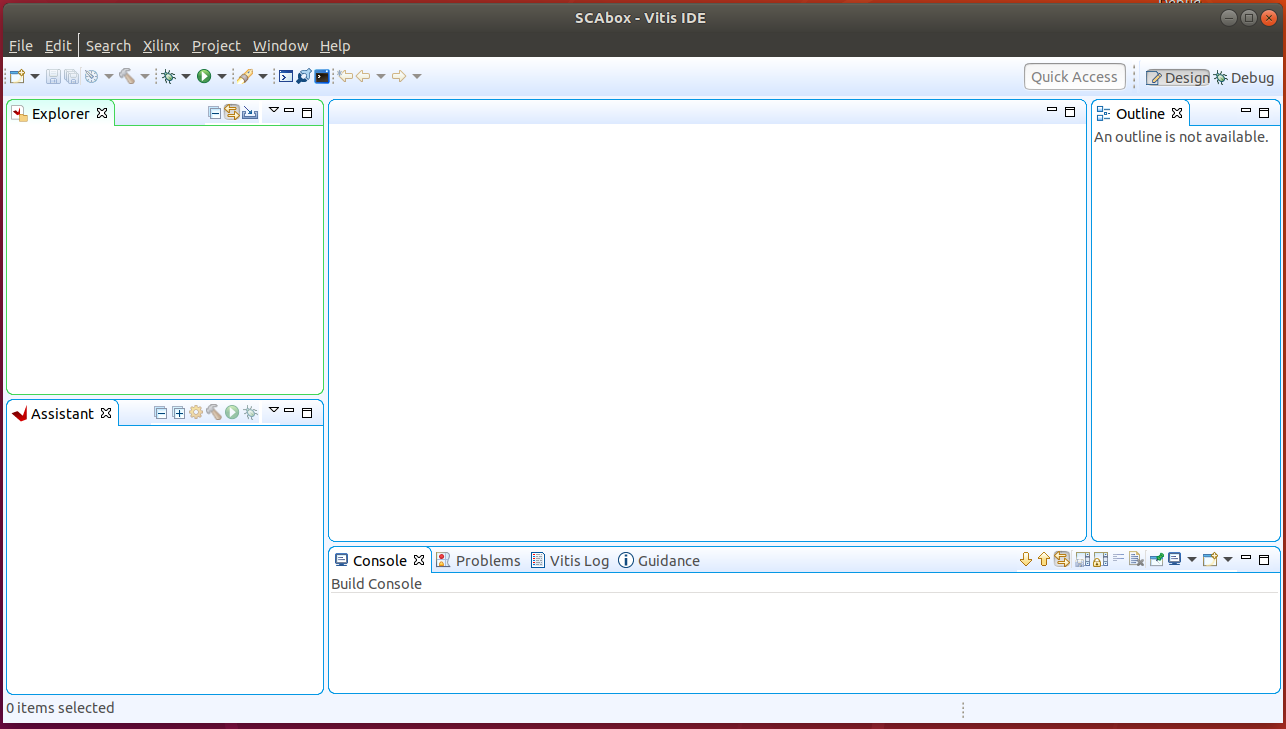 SCAbox - Vitis IDE
File Edit Search Xilinx Project Window Help
Quick Access Design Debug
Explorer
Outline
An outline is not available.
Assistant
Console Problems Vitis Log Guidance
Build Console
0 items selected